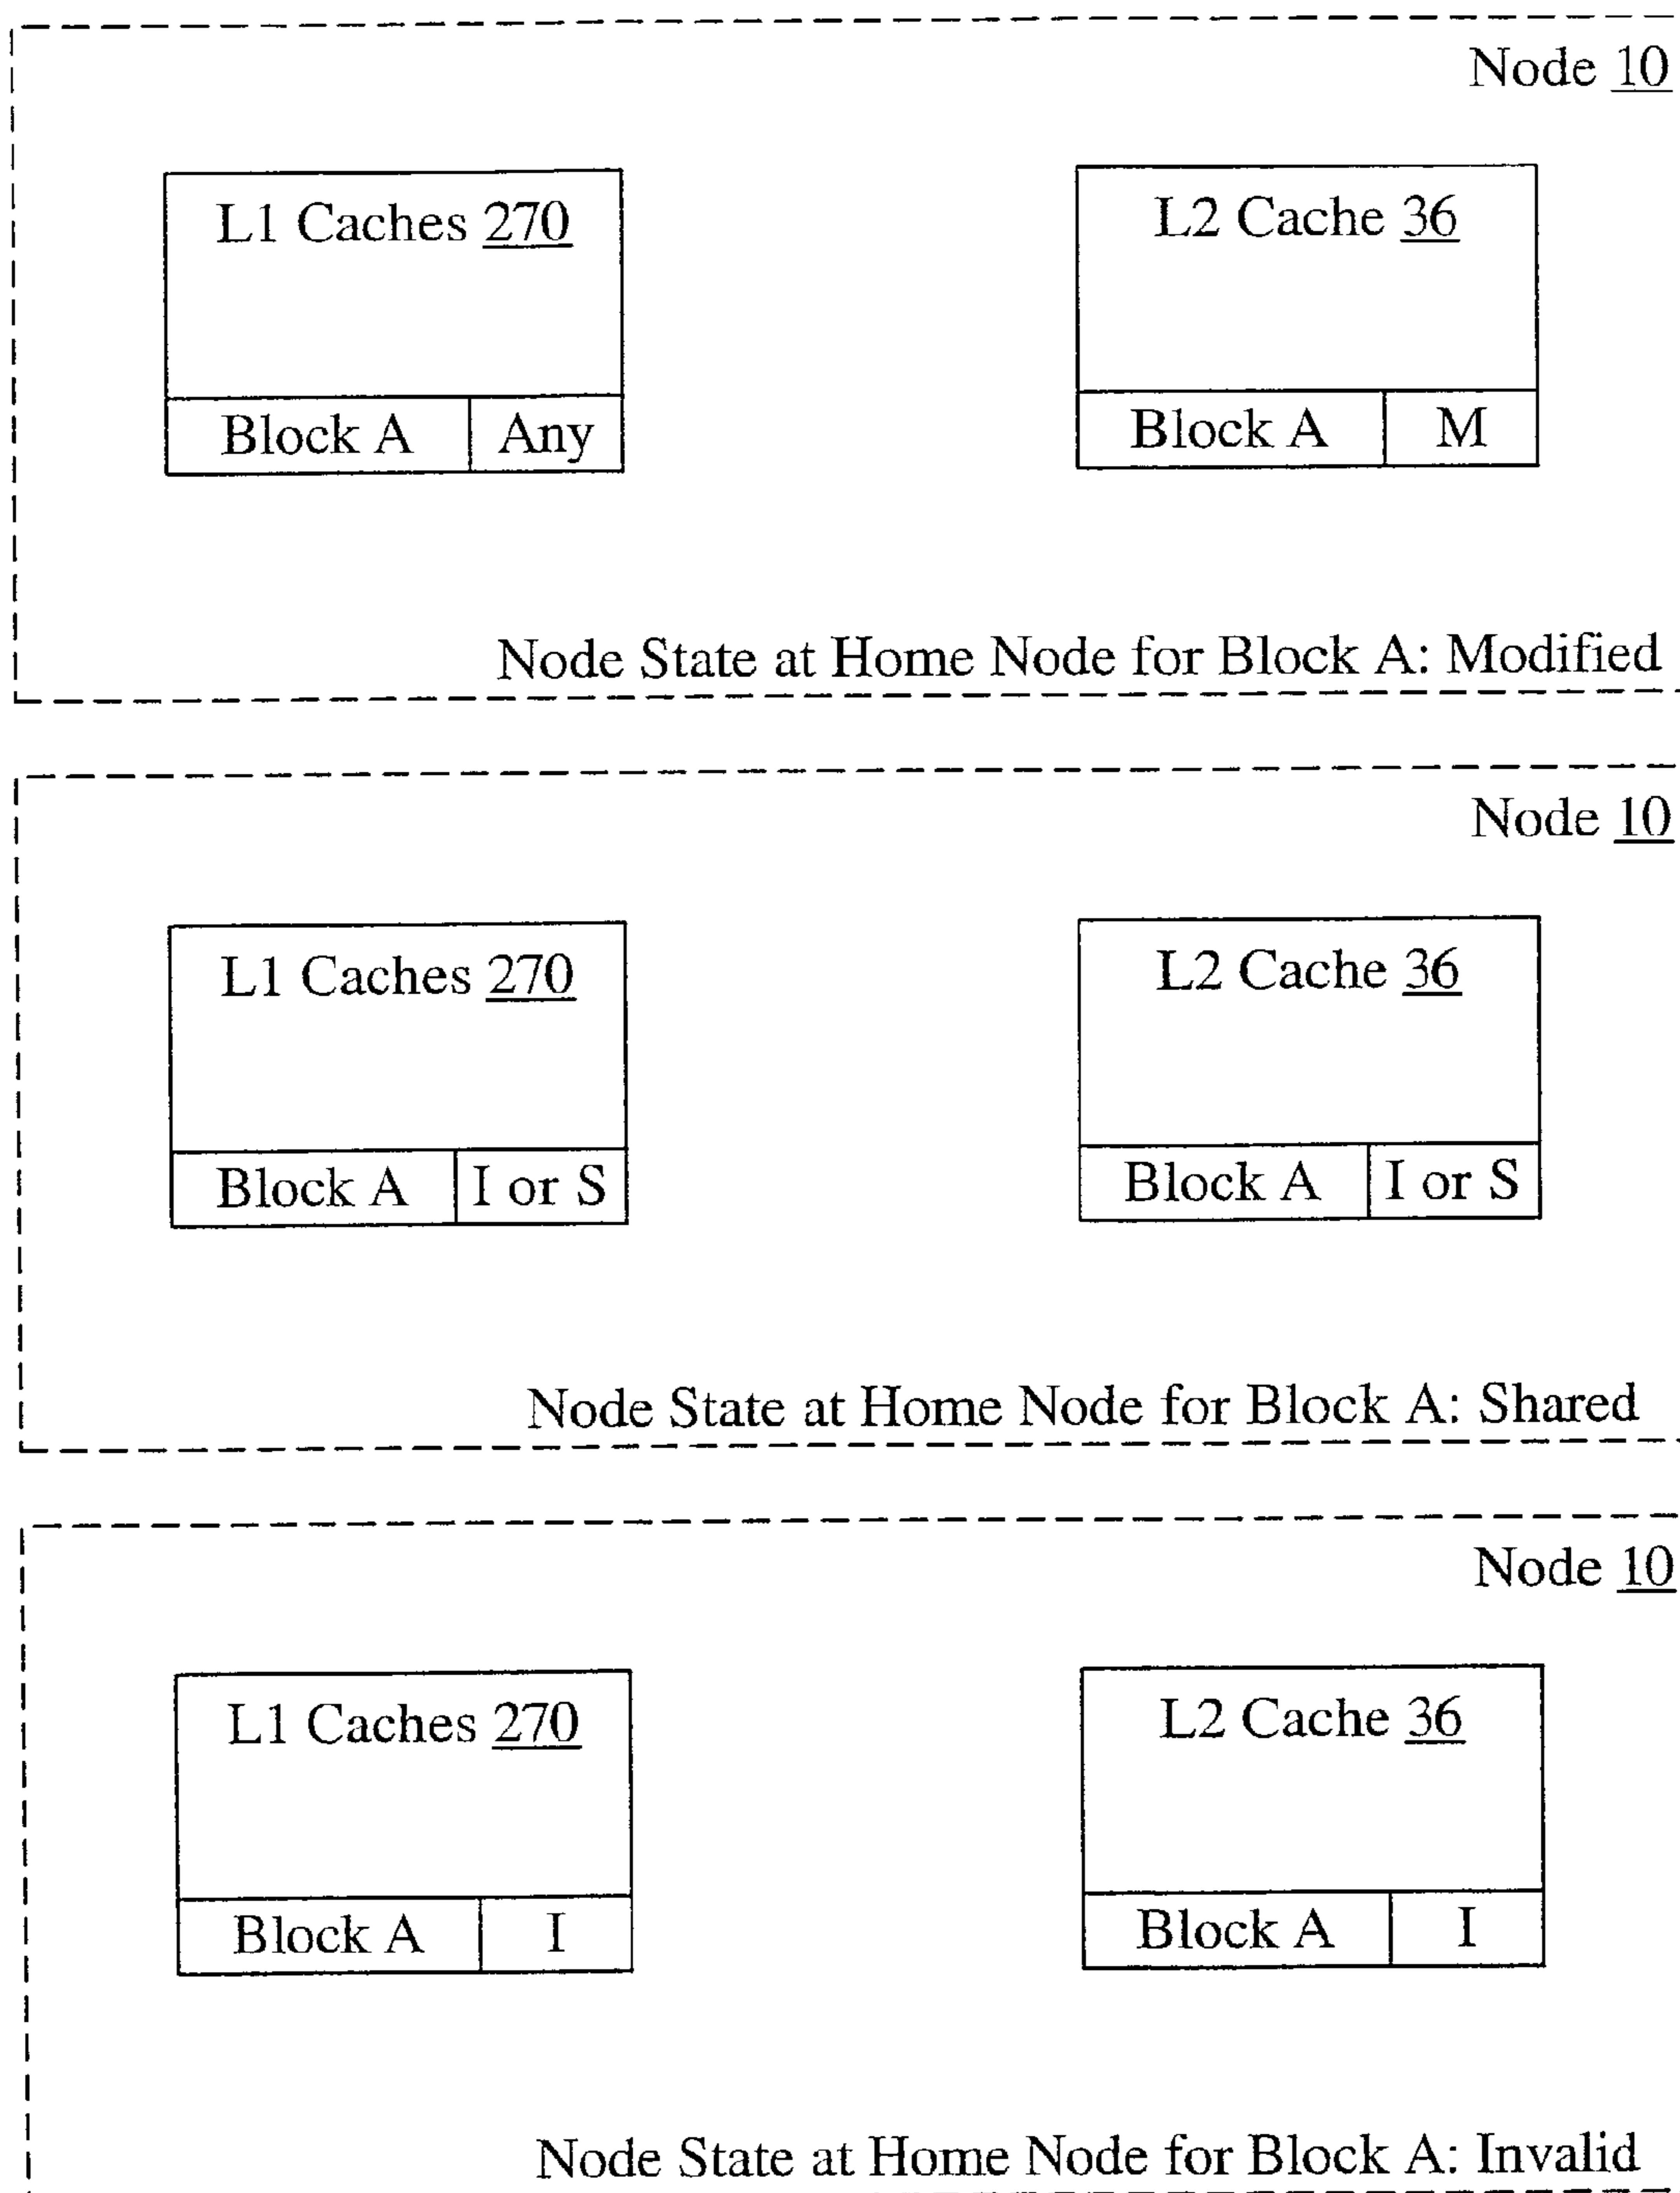 Node 10
L1 Caches 270
L2 Cache 36
Block A Any
Block A M
Node State at Home Node for Block A: Modified
Node 10
L1 Caches 270
L2 Cache 36
Block A I or S
Block A I or S
Node State at Home Node for Block A: Shared
Node 10
L1 Caches 270
L2 Cache 36
Block A I
Block A I
Node State at Home Node for Block A: Invalid